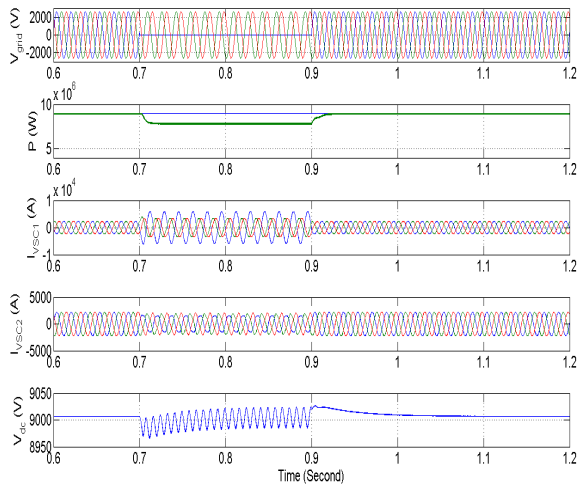 V_grid (V)
2000
0
-2000
0.6 0.7 0.8 0.9 1 1.1 1.2
x 10^6
P (W)
10
5
0.6 0.7 0.8 0.9 1 1.1 1.2
x 10^4
I_VSC1 (A)
1
0
-1
0.6 0.7 0.8 0.9 1 1.1 1.2
I_VSC2 (A)
5000
0
-5000
0.6 0.7 0.8 0.9 1 1.1 1.2
V_dc (V)
9050
9000
8950
0.6 0.7 0.8 0.9 1 1.1 1.2
Time (Second)